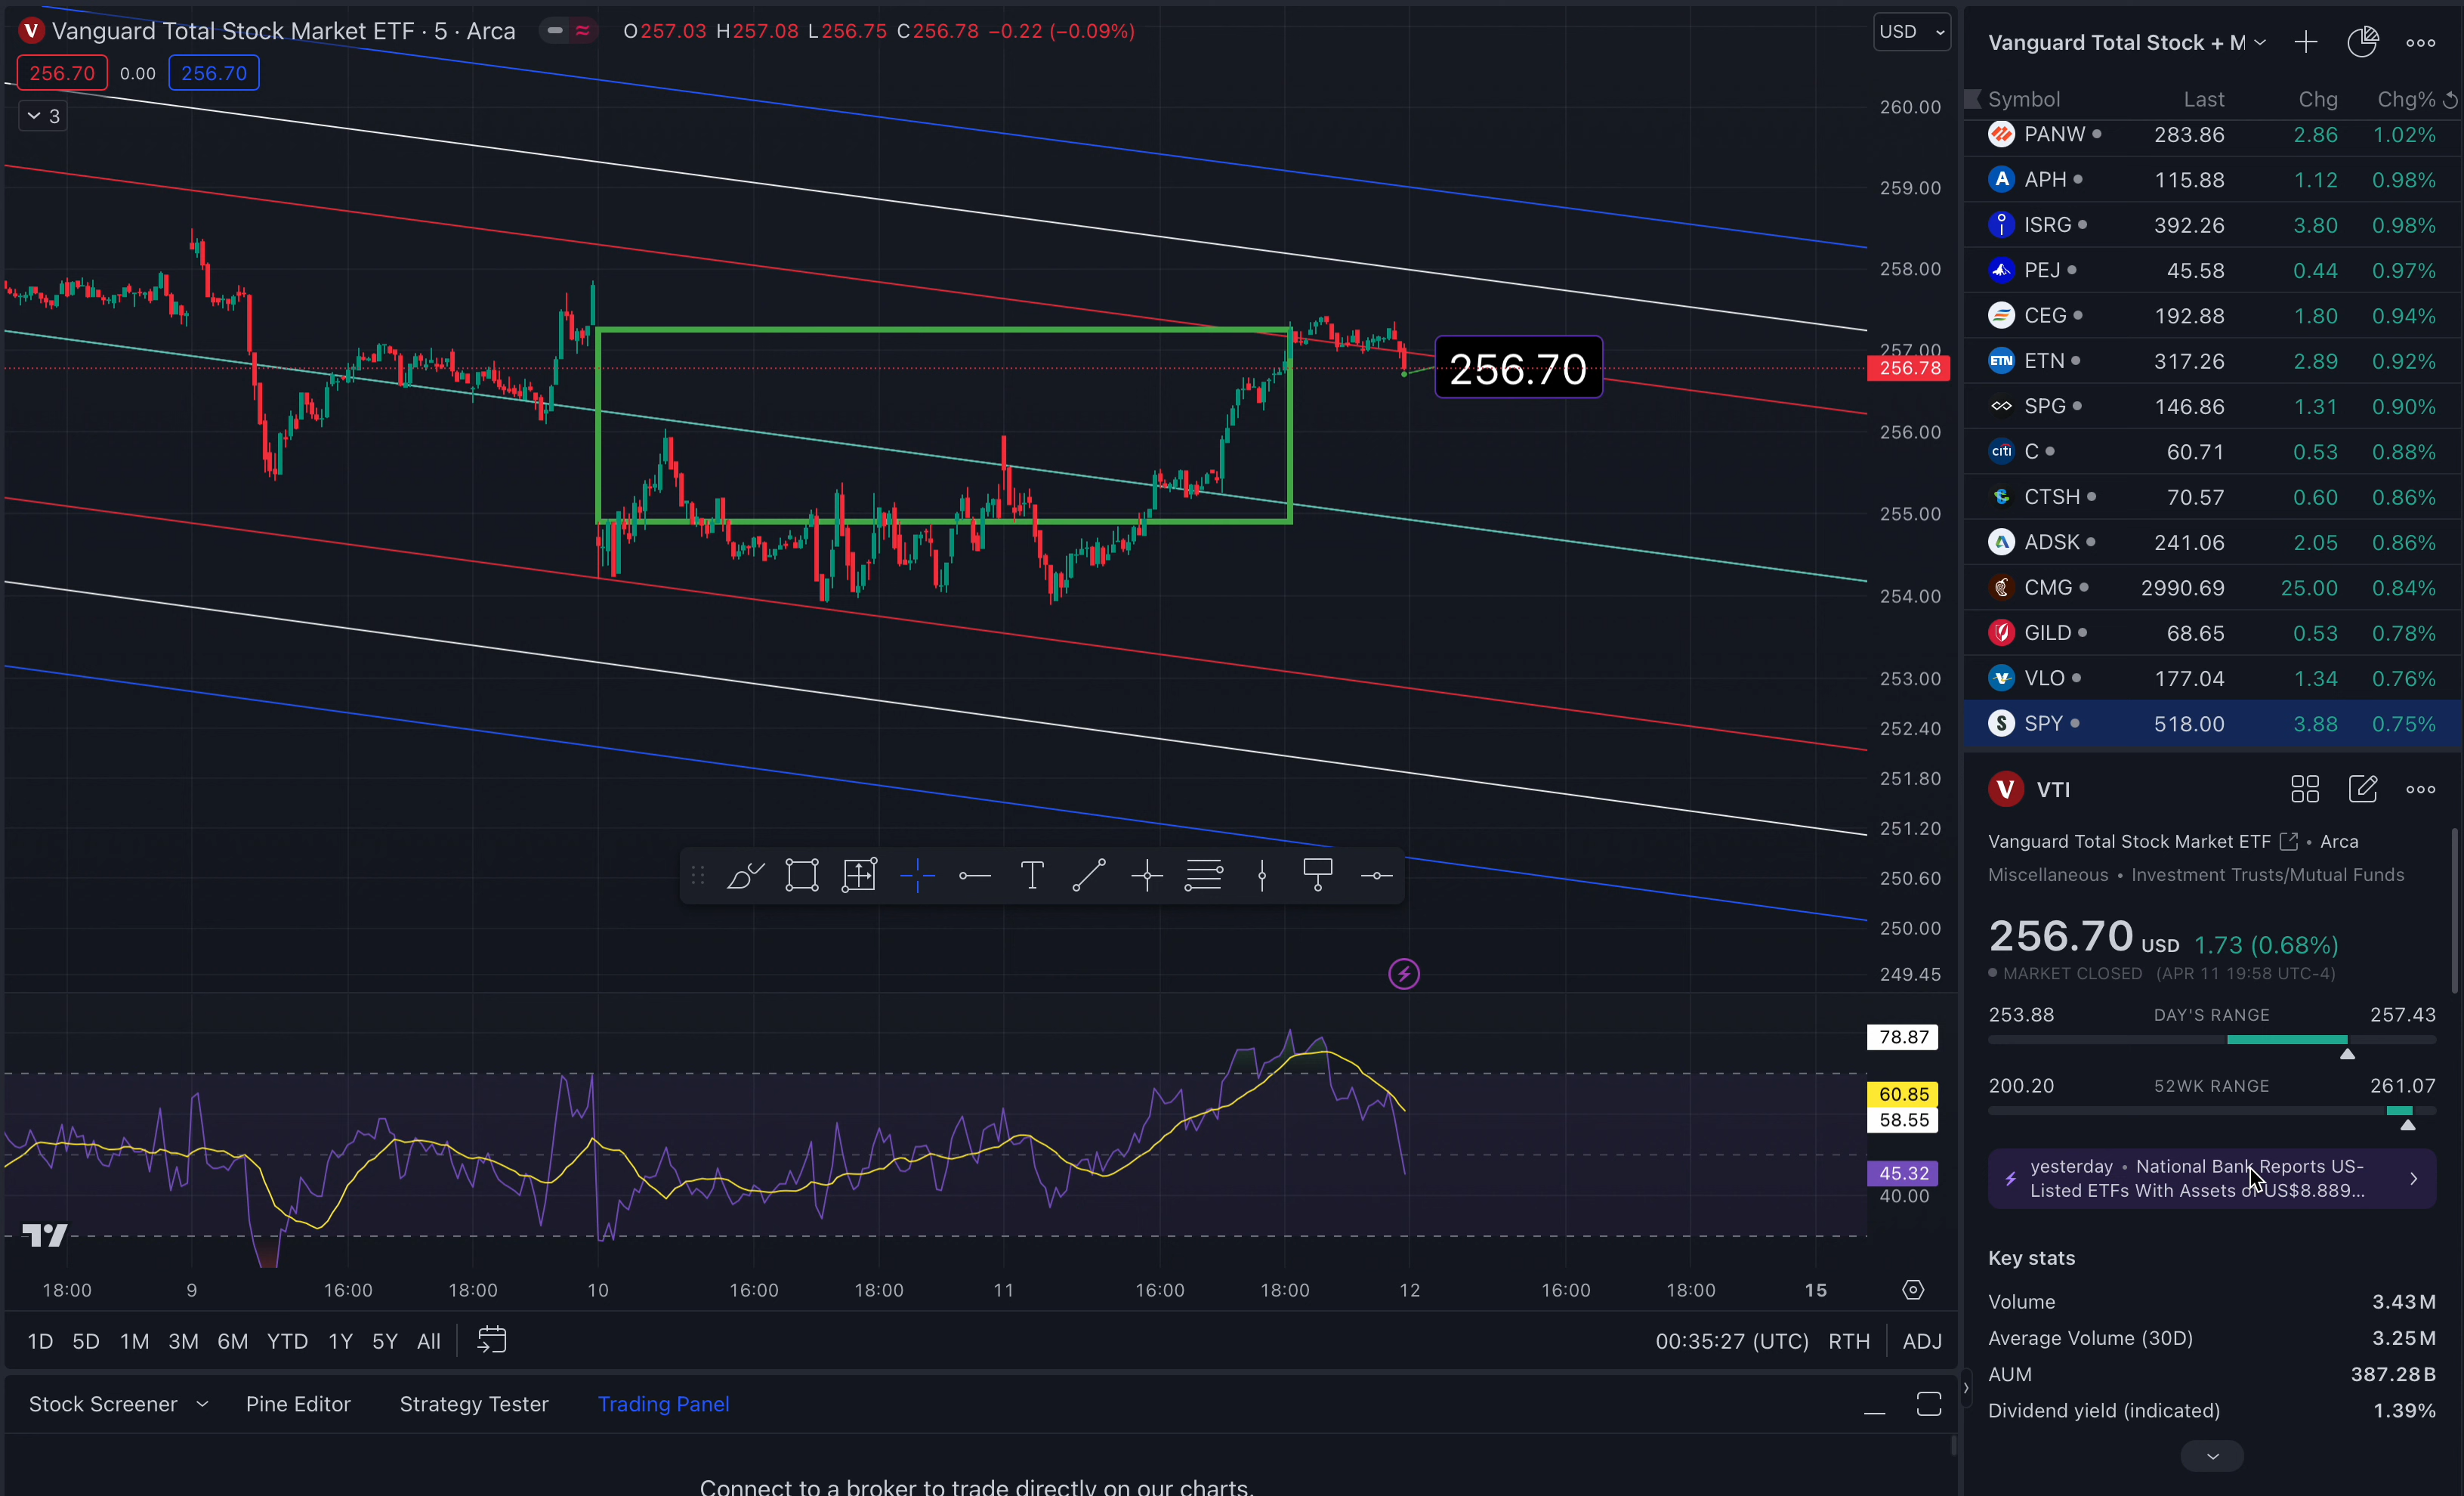 Vanguard Total Stock Market ETF · 5 · Arca O257.03 H257.08 L256.75 C256.78 −0.22 (−0.09%)
256.70 0.00 256.70
3
USD
260.00
259.00
258.00
257.00
256.78
256.00
255.00
254.00
253.00
252.40
251.80
251.20
250.60
250.00
249.45
256.70
78.87
60.85
58.55
45.32
40.00
18:00 9 16:00 18:00 10 16:00 18:00 11 16:00 18:00 12 16:00 18:00 15
1D 5D 1M 3M 6M YTD 1Y 5Y All 00:35:27 (UTC) RTH ADJ
Stock Screener Pine Editor Strategy Tester Trading Panel
Connect to a broker to trade directly on our charts.
Vanguard Total Stock + M
Symbol Last Chg Chg%
PANW 283.86 2.86 1.02%
A APH 115.88 1.12 0.98%
ISRG 392.26 3.80 0.98%
PEJ 45.58 0.44 0.97%
CEG 192.88 1.80 0.94%
ETN ETN 317.26 2.89 0.92%
SPG 146.86 1.31 0.90%
citi C 60.71 0.53 0.88%
CTSH 70.57 0.60 0.86%
ADSK 241.06 2.05 0.86%
CMG 2990.69 25.00 0.84%
GILD 68.65 0.53 0.78%
VLO 177.04 1.34 0.76%
S SPY 518.00 3.88 0.75%
V VTI
Vanguard Total Stock Market ETF • Arca
Miscellaneous • Investment Trusts/Mutual Funds
256.70 USD 1.73 (0.68%)
MARKET CLOSED (APR 11 19:58 UTC-4)
253.88 DAY'S RANGE 257.43
200.20 52WK RANGE 261.07
yesterday • National Bank Reports US-
Listed ETFs With Assets of US$8.889...
Key stats
Volume 3.43M
Average Volume (30D) 3.25M
AUM 387.28B
Dividend yield (indicated) 1.39%